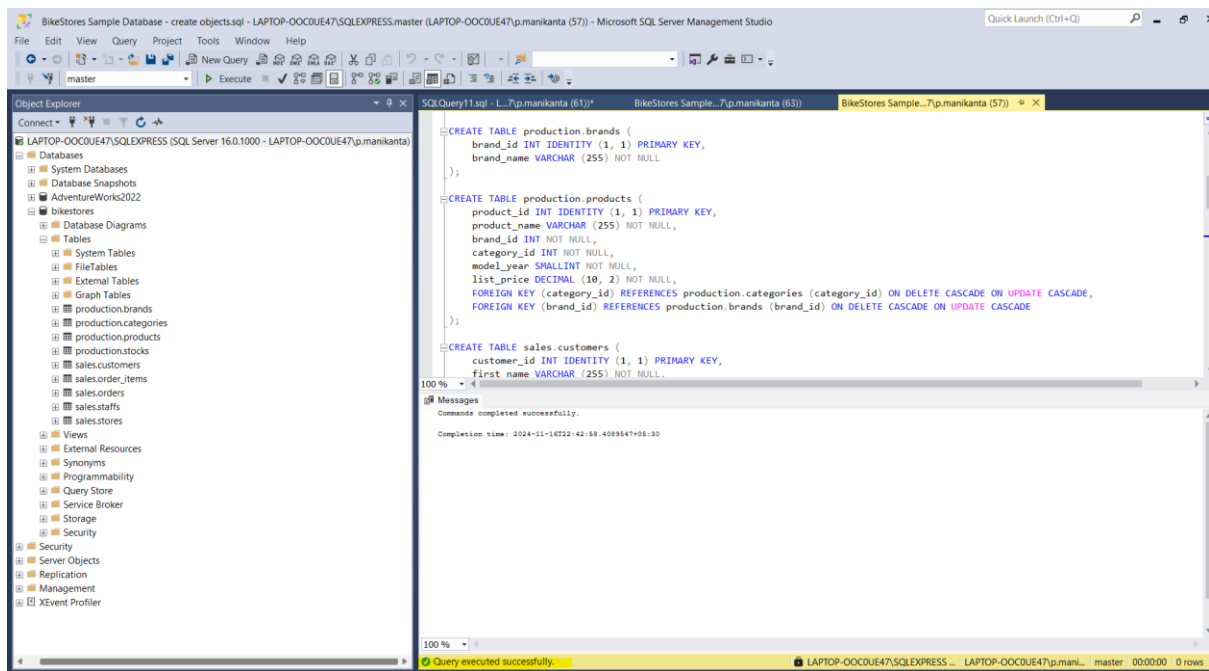 BikeStores Sample Database - create objects.sql - LAPTOP-OOC0UE47\SQLEXPRESS.master (LAPTOP-OOC0UE47\p.manikanta (57)) - Microsoft SQL Server Management Studio
Quick Launch (Ctrl+Q)
File Edit View Query Project Tools Window Help
New Query
master Execute
Object Explorer
Connect
LAPTOP-OOC0UE47\SQLEXPRESS (SQL Server 16.0.1000 - LAPTOP-OOC0UE47\p.manikanta)
Databases
System Databases
Database Snapshots
AdventureWorks2022
bikestores
Database Diagrams
Tables
System Tables
FileTables
External Tables
Graph Tables
production.brands
production.categories
production.products
production.stocks
sales.customers
sales.order_items
sales.orders
sales.staffs
sales.stores
Views
External Resources
Synonyms
Programmability
Query Store
Service Broker
Storage
Security
Security
Server Objects
Replication
Management
XEvent Profiler
SQLQuery11.sql - L...7\p.manikanta (61))* BikeStores Sample...7\p.manikanta (63)) BikeStores Sample...7\p.manikanta (57))
CREATE TABLE production.brands (
brand_id INT IDENTITY (1, 1) PRIMARY KEY,
brand_name VARCHAR (255) NOT NULL
);
CREATE TABLE production.products (
product_id INT IDENTITY (1, 1) PRIMARY KEY,
product_name VARCHAR (255) NOT NULL,
brand_id INT NOT NULL,
category_id INT NOT NULL,
model_year SMALLINT NOT NULL,
list_price DECIMAL (10, 2) NOT NULL,
FOREIGN KEY (category_id) REFERENCES production.categories (category_id) ON DELETE CASCADE ON UPDATE CASCADE,
FOREIGN KEY (brand_id) REFERENCES production.brands (brand_id) ON DELETE CASCADE ON UPDATE CASCADE
);
CREATE TABLE sales.customers (
customer_id INT IDENTITY (1, 1) PRIMARY KEY,
first_name VARCHAR (255) NOT NULL,
100 %
Messages
Commands completed successfully.
Completion time: 2024-11-16T22:42:58.4089547+05:30
100 %
Query executed successfully.
LAPTOP-OOC0UE47\SQLEXPRESS ... LAPTOP-OOC0UE47\p.mani... master 00:00:00 0 rows